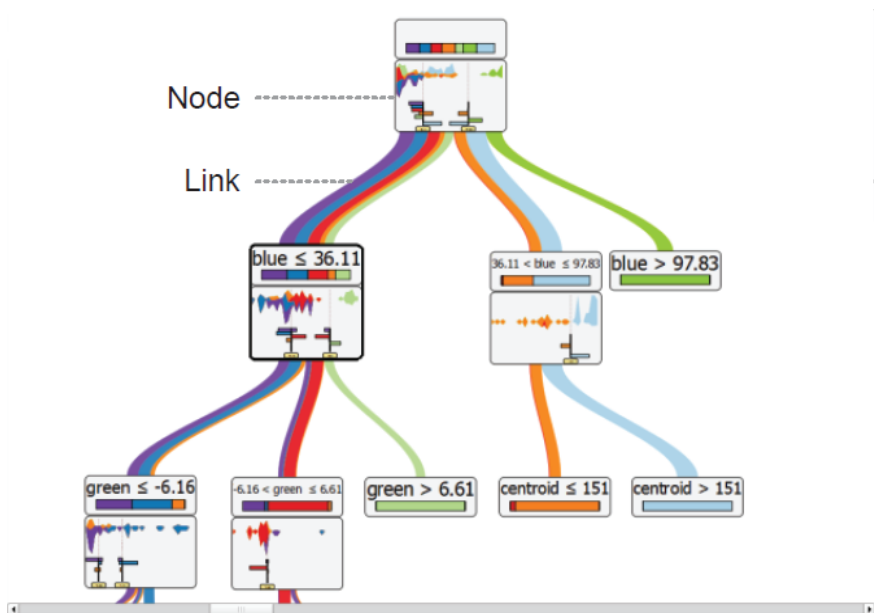 Node
Link
blue ≤ 36.11
36.11 < blue ≤ 97.83
blue > 97.83
green ≤ -6.16
-6.16 < green ≤ 6.61
green > 6.61
centroid ≤ 151
centroid > 151